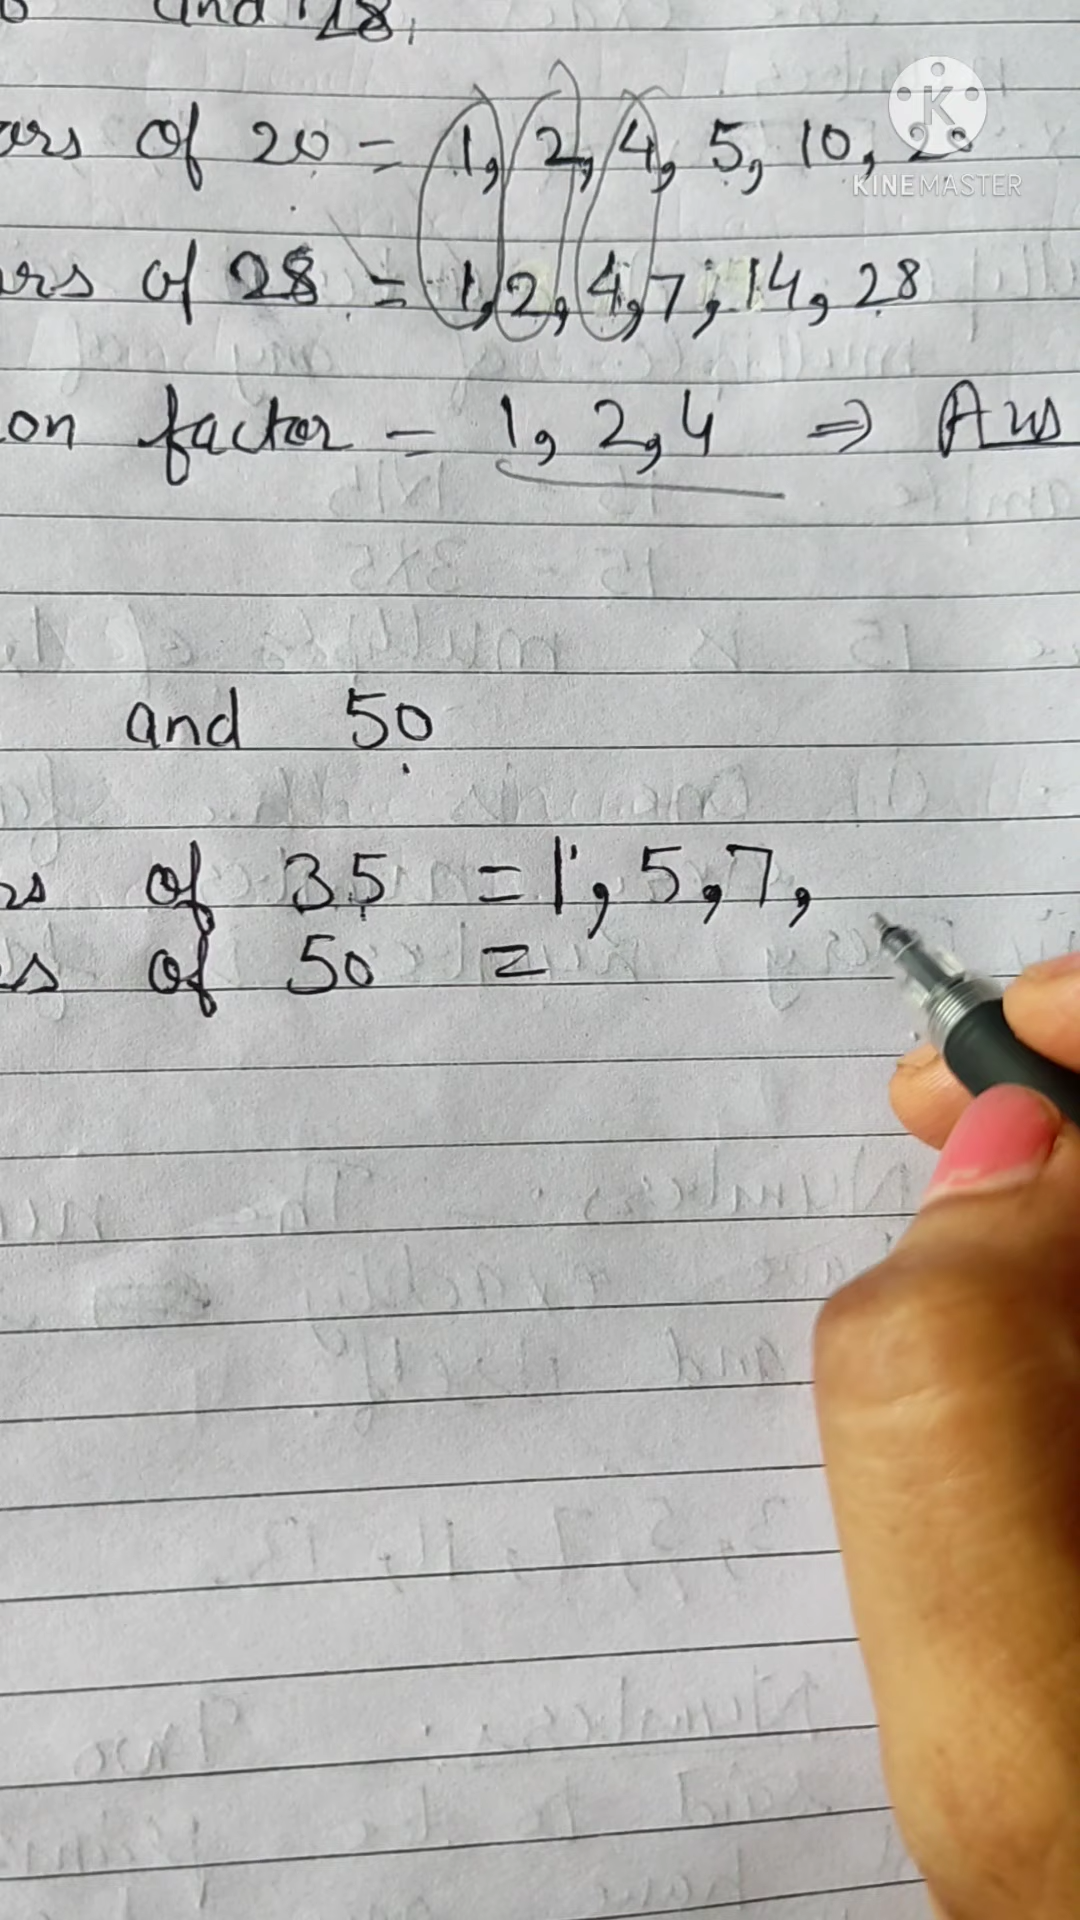 and 28.
KINEMASTER
of 20 = 1, 2, 4, 5, 10, 20
of 28 = 1, 2, 4, 7, 14, 28
on factor = 1, 2, 4 ⇒ Ans
and 50
of 35 = 1, 5, 7,
of 50 =